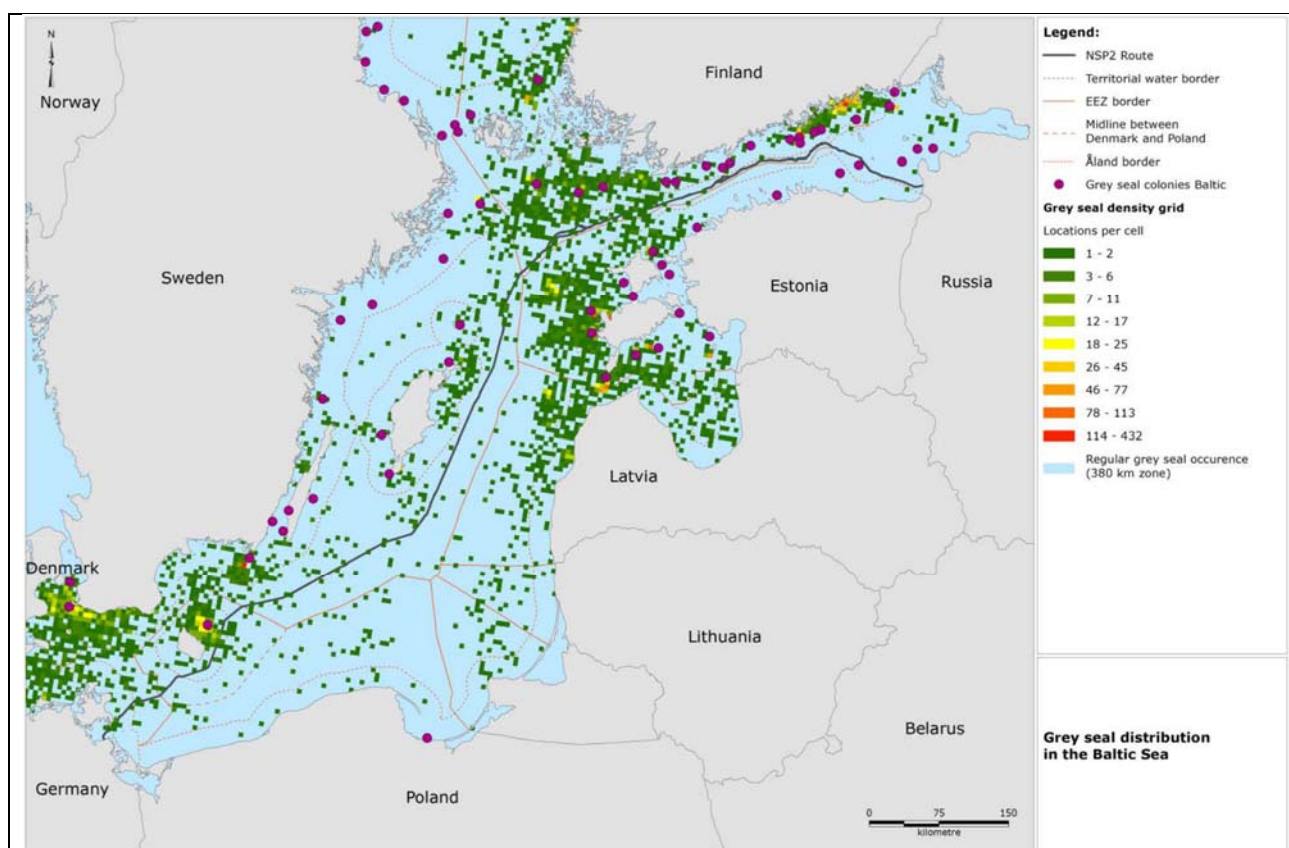 N
S
Norway
Finland
Sweden
Estonia
Russia
Latvia
Denmark
Lithuania
Belarus
Germany
Poland
0 75 150
kilometre
Legend:
NSP2 Route
Territorial water border
EEZ border
Midline between
Denmark and Poland
Åland border
Grey seal colonies Baltic
Grey seal density grid
Locations per cell
1 - 2
3 - 6
7 - 11
12 - 17
18 - 25
26 - 45
46 - 77
78 - 113
114 - 432
Regular grey seal occurence
(380 km zone)
Grey seal distribution
in the Baltic Sea